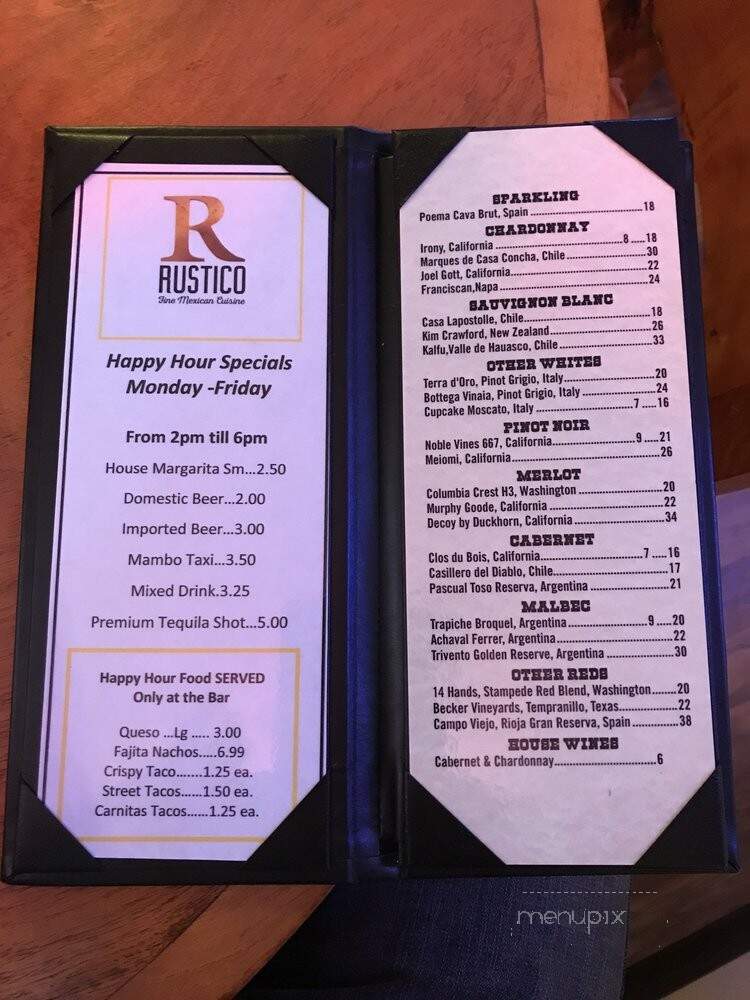 R
RUSTICO
Fine Mexican Cuisine
Happy Hour Specials
Monday -Friday
From 2pm till 6pm
House Margarita Sm...2.50
Domestic Beer...2.00
Imported Beer...3.00
Mambo Taxi...3.50
Mixed Drink.3.25
Premium Tequila Shot...5.00
Happy Hour Food SERVED
Only at the Bar
Queso ...Lg ..... 3.00
Fajita Nachos.....6.99
Crispy Taco.......1.25 ea.
Street Tacos......1.50 ea.
Carnitas Tacos......1.25 ea.
SPARKLING
Poema Cava Brut, Spain ..........18
CHARDONNAY
Irony, California ..........8 .....18
Marques de Casa Concha, Chile ..........30
Joel Gott, California..........22
Franciscan,Napa ..........24
SAUVIGNON BLANC
Casa Lapostolle, Chile..........18
Kim Crawford, New Zealand..........26
Kalfu,Valle de Hauasco, Chile ..........33
OTHER WHITES
Terra d'Oro, Pinot Grigio, Italy..........20
Bottega Vinaia, Pinot Grigio, Italy ..........24
Cupcake Moscato, Italy ..........7 .....16
PINOT NOIR
Noble Vines 667, California..........9 .....21
Meiomi, California..........26
MERLOT
Columbia Crest H3, Washington ..........20
Murphy Goode, California ..........22
Decoy by Duckhorn, California ..........34
CABERNET
Clos du Bois, California..........7 .....16
Casillero del Diablo, Chile..........17
Pascual Toso Reserva, Argentina ..........21
MALBEC
Trapiche Broquel, Argentina..........9 .....20
Achaval Ferrer, Argentina..........22
Trivento Golden Reserve, Argentina ..........30
OTHER REDS
14 Hands, Stampede Red Blend, Washington........20
Becker Vineyards, Tempranillo, Texas..........22
Campo Viejo, Rioja Gran Reserva, Spain ..........38
HOUSE WINES
Cabernet & Chardonnay..........6
menupix